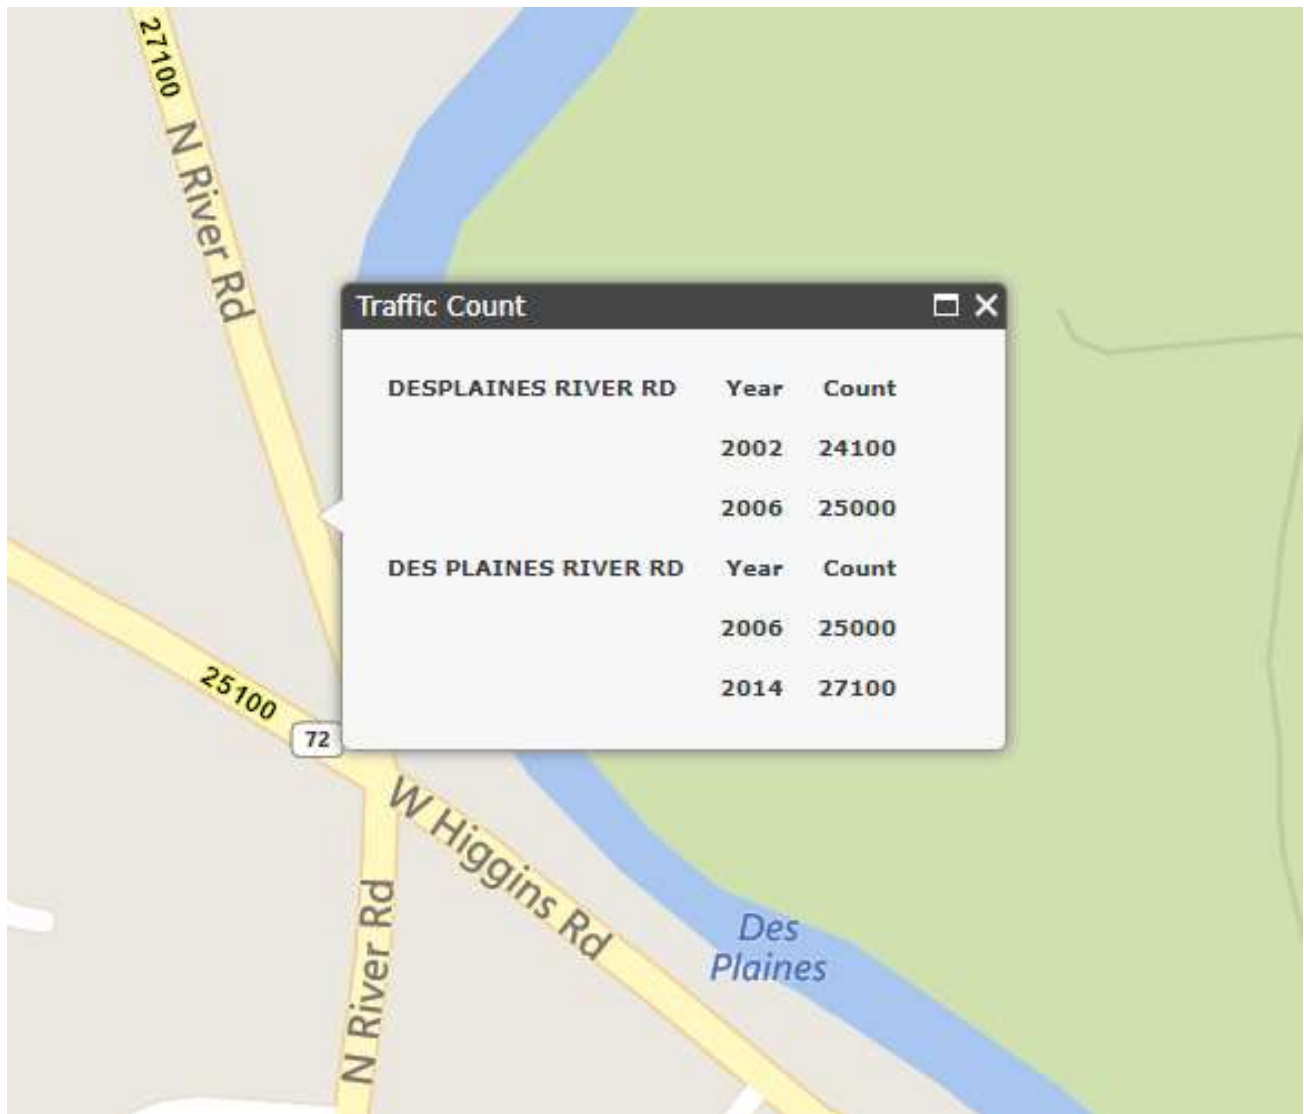 27100
N River Rd
Traffic Count
DESPLAINES RIVER RD Year Count
2002 24100
2006 25000
DES PLAINES RIVER RD Year Count
2006 25000
2014 27100
25100
72
W Higgins Rd
N River Rd
Des
Plaines